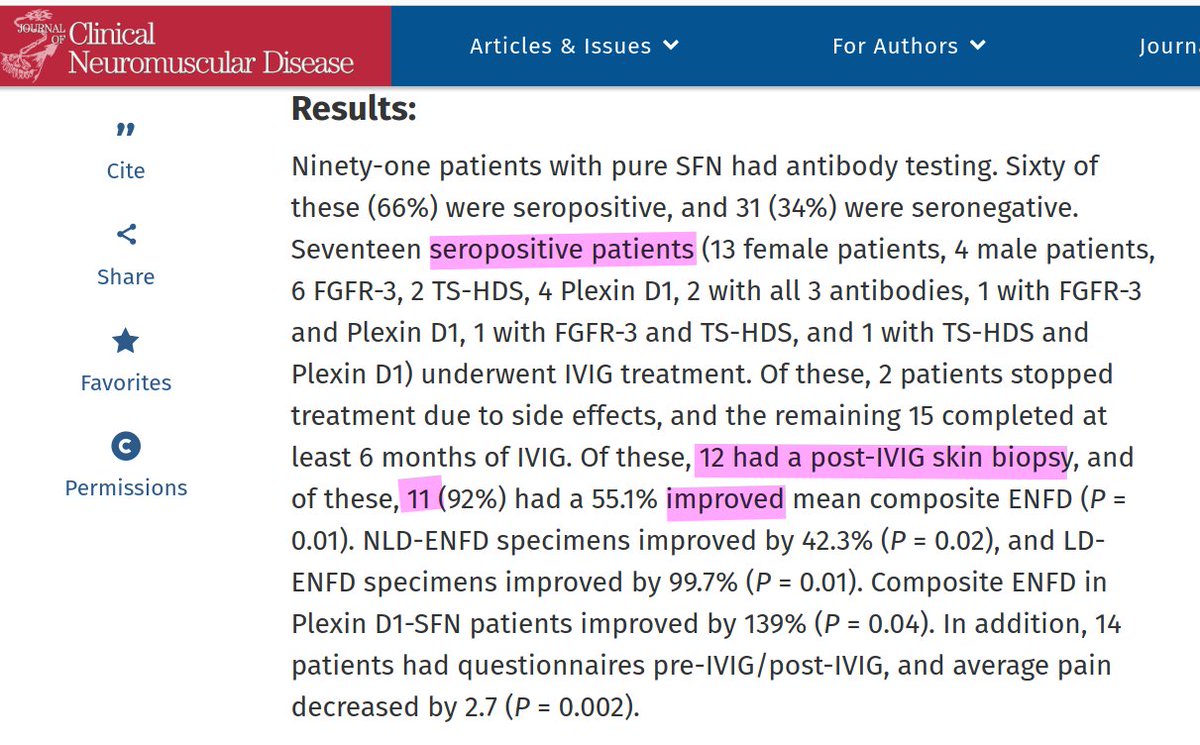 JOURNAL OF Clinical Neuromuscular Disease
Articles & Issues
For Authors
Journ
Results:
Cite
Share
Favorites
Permissions
Ninety-one patients with pure SFN had antibody testing. Sixty of
these (66%) were seropositive, and 31 (34%) were seronegative.
Seventeen seropositive patients (13 female patients, 4 male patients,
6 FGFR-3, 2 TS-HDS, 4 Plexin D1, 2 with all 3 antibodies, 1 with FGFR-3
and Plexin D1, 1 with FGFR-3 and TS-HDS, and 1 with TS-HDS and
Plexin D1) underwent IVIG treatment. Of these, 2 patients stopped
treatment due to side effects, and the remaining 15 completed at
least 6 months of IVIG. Of these, 12 had a post-IVIG skin biopsy, and
of these, 11 (92%) had a 55.1% improved mean composite ENFD (P =
0.01). NLD-ENFD specimens improved by 42.3% (P = 0.02), and LD-
ENFD specimens improved by 99.7% (P = 0.01). Composite ENFD in
Plexin D1-SFN patients improved by 139% (P = 0.04). In addition, 14
patients had questionnaires pre-IVIG/post-IVIG, and average pain
decreased by 2.7 (P = 0.002).